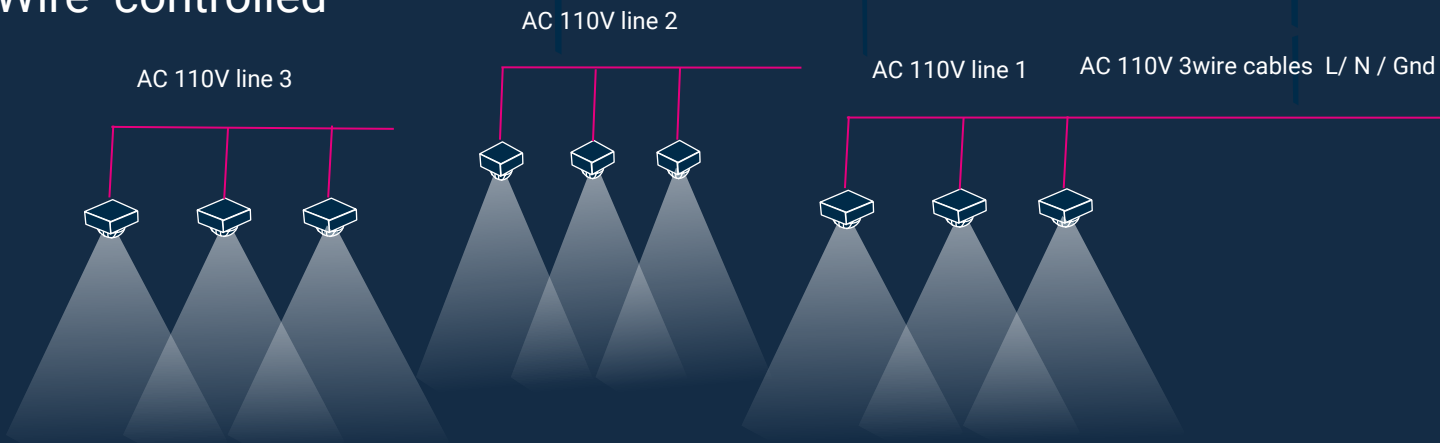 Wire controlled
AC 110V line 2
AC 110V line 3
AC 110V line 1
AC 110V 3wire cables L/ N / Gnd